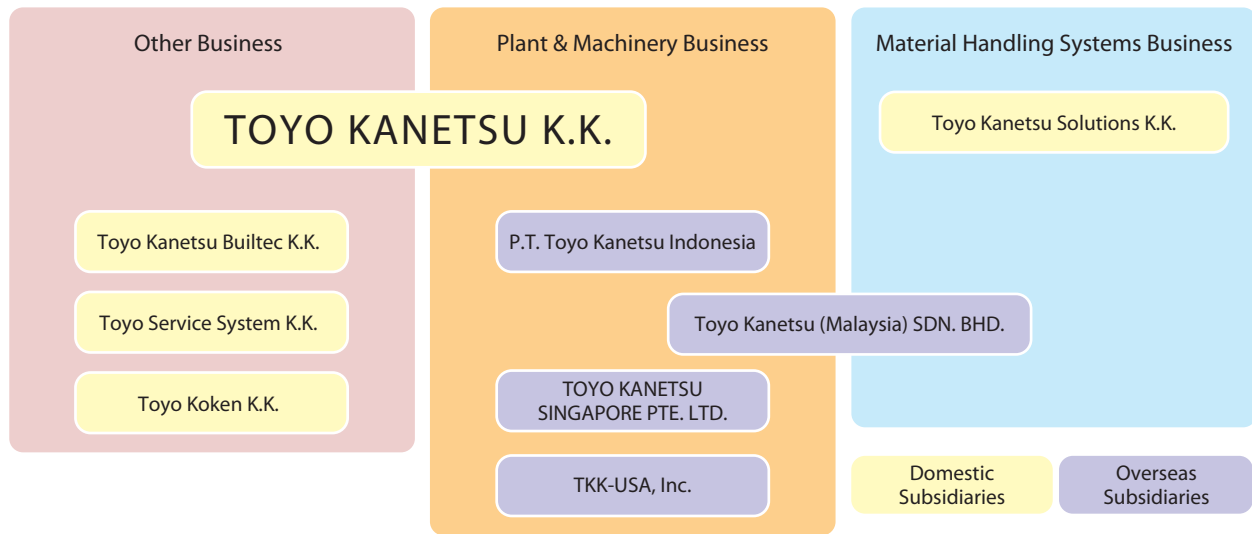 Other Business
Plant & Machinery Business
Material Handling Systems Business
TOYO KANETSU K.K.
Toyo Kanetsu Solutions K.K.
Toyo Kanetsu Builtec K.K.
P.T. Toyo Kanetsu Indonesia
Toyo Service System K.K.
Toyo Kanetsu (Malaysia) SDN. BHD.
Toyo Koken K.K.
TOYO KANETSU
SINGAPORE PTE. LTD.
TKK-USA, Inc.
Domestic
Subsidiaries
Overseas
Subsidiaries